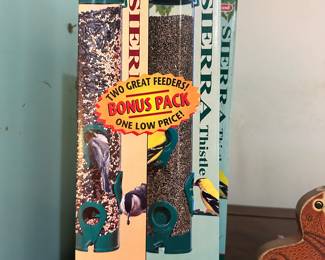 TWO GREAT FEEDERS!
BONUS PACK
ONE LOW PRICE!
SIERRA
SIERRA
Thistle
SIERRA